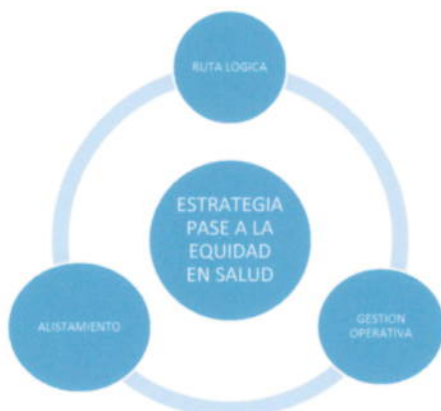 RUTA LOGICA
ESTRATEGIA
PASE A LA
EQUIDAD
EN SALUD
ALISTAMIENTO
GESTION
OPERATIVA